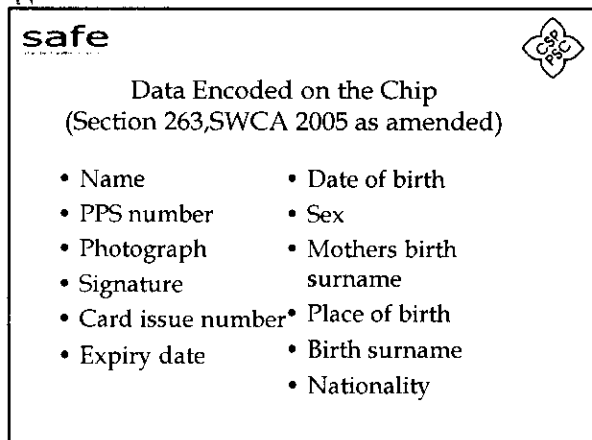 safe
CSP
PSC
Data Encoded on the Chip
(Section 263,SWCA 2005 as amended)
• Name
• PPS number
• Photograph
• Signature
• Card issue number
• Expiry date
• Date of birth
• Sex
• Mothers birth
surname
• Place of birth
• Birth surname
• Nationality